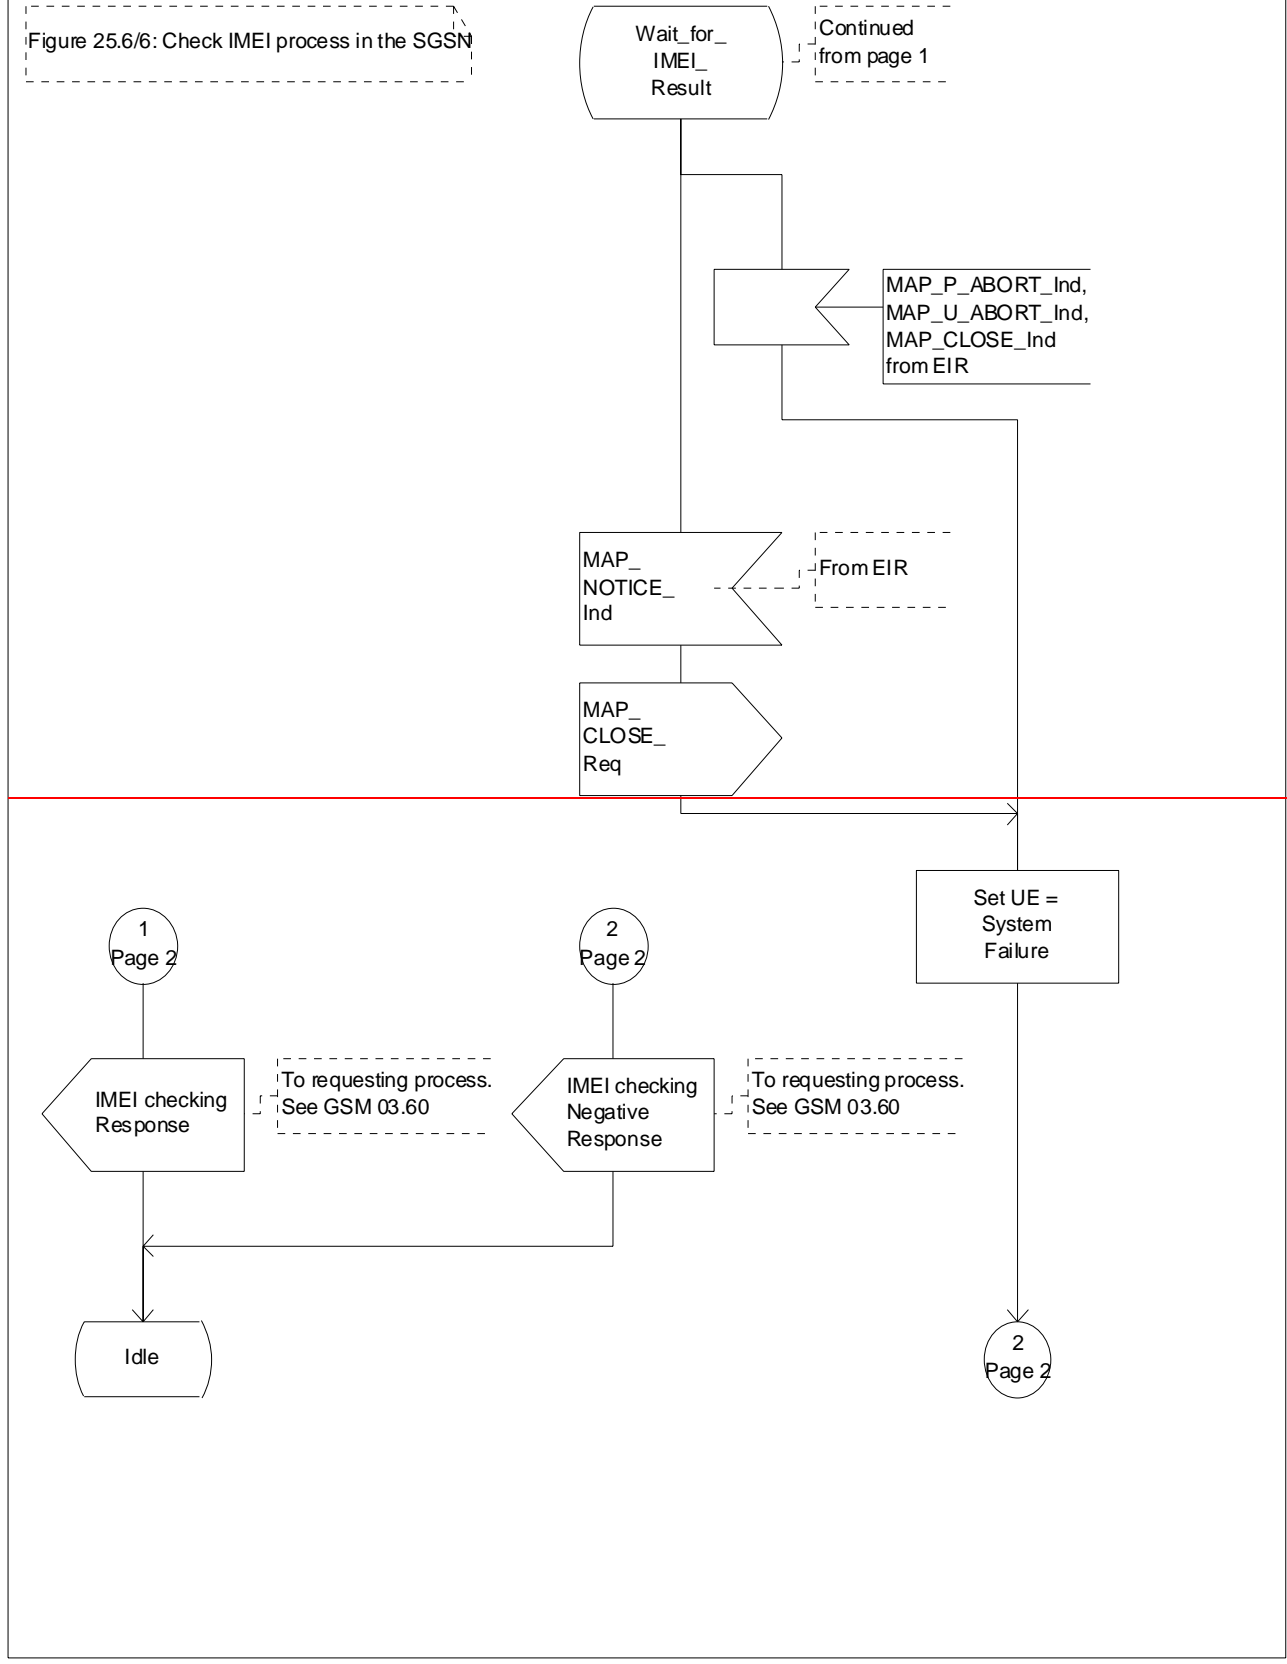 Figure 25.6/6: Check IMEI process in the SGSN
Wait_for_
IMEI_
Result
Continued
from page 1
MAP_P_ABORT_Ind,
MAP_U_ABORT_Ind,
MAP_CLOSE_Ind
from EIR
MAP_
NOTICE_
Ind
From EIR
MAP_
CLOSE_
Req
Set UE =
System
Failure
1
Page 2
2
Page 2
IMEI checking
Response
To requesting process.
See GSM 03.60
IMEI checking
Negative
Response
To requesting process.
See GSM 03.60
Idle
2
Page 2